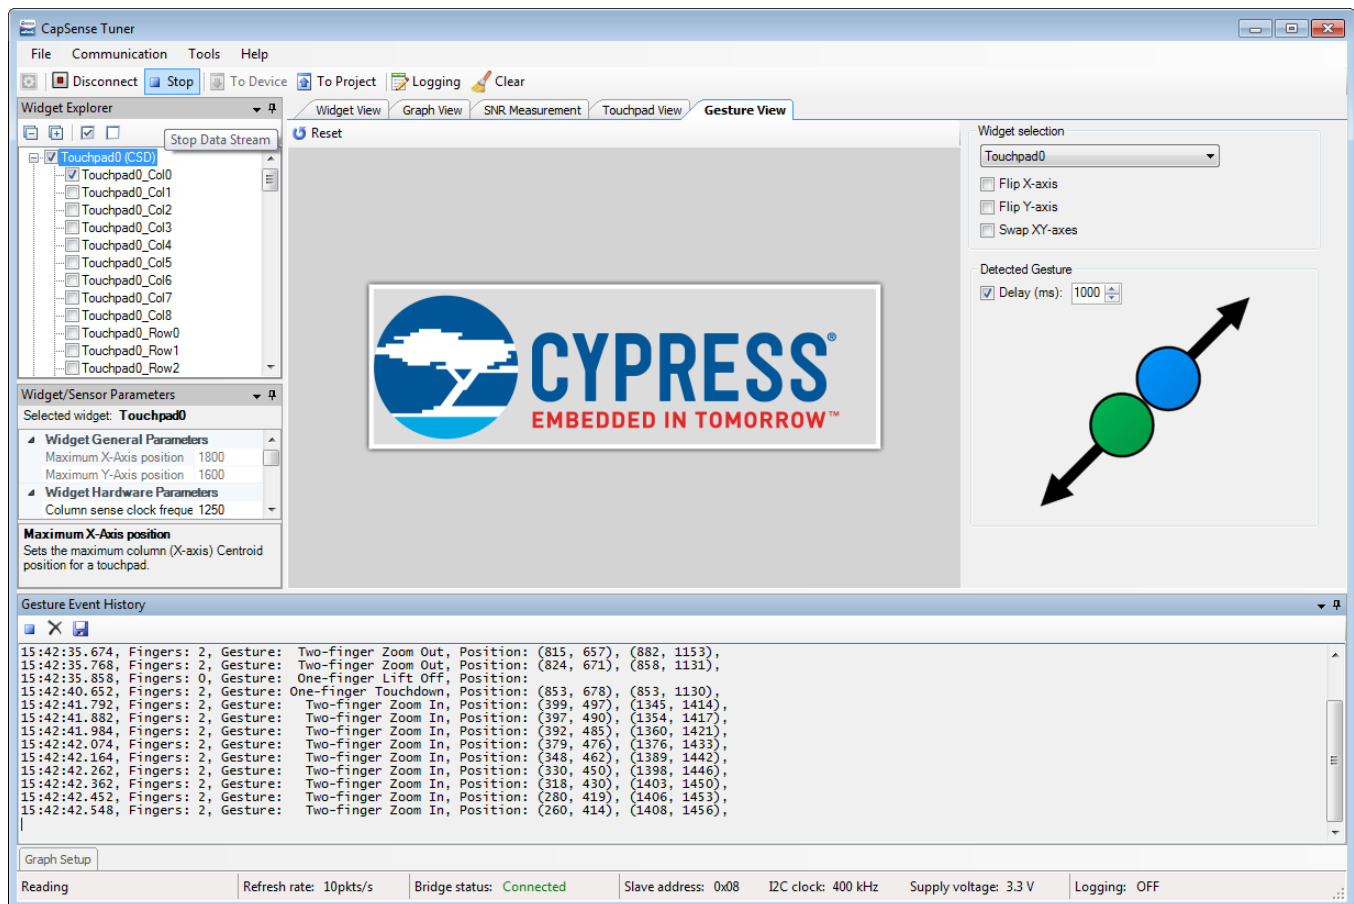 CapSense Tuner
File Communication Tools Help
Disconnect Stop To Device To Project Logging Clear
Widget Explorer
Stop Data Stream
Touchpad0 (CSD)
Touchpad0_Col0
Touchpad0_Col1
Touchpad0_Col2
Touchpad0_Col3
Touchpad0_Col4
Touchpad0_Col5
Touchpad0_Col6
Touchpad0_Col7
Touchpad0_Col8
Touchpad0_Row0
Touchpad0_Row1
Touchpad0_Row2
Widget/Sensor Parameters
Selected widget: Touchpad0
Widget General Parameters
Maximum X-Axis position 1800
Maximum Y-Axis position 1600
Widget Hardware Parameters
Column sense clock freque 1250
Maximum X-Axis position
Sets the maximum column (X-axis) Centroid
position for a touchpad.
Widget View Graph View SNR Measurement Touchpad View Gesture View
Reset
CYPRESS®
EMBEDDED IN TOMORROW™
Widget selection
Touchpad0
Flip X-axis
Flip Y-axis
Swap XY-axes
Detected Gesture
Delay (ms): 1000
Gesture Event History
15:42:35.674, Fingers: 2, Gesture: Two-finger Zoom Out, Position: (815, 657), (882, 1153),
15:42:35.768, Fingers: 2, Gesture: Two-finger Zoom Out, Position: (824, 671), (858, 1131),
15:42:35.858, Fingers: 0, Gesture: One-finger Lift Off, Position:
15:42:40.652, Fingers: 2, Gesture: One-finger Touchdown, Position: (853, 678), (853, 1130),
15:42:41.792, Fingers: 2, Gesture: Two-finger Zoom In, Position: (399, 497), (1345, 1414),
15:42:41.882, Fingers: 2, Gesture: Two-finger Zoom In, Position: (397, 490), (1354, 1417),
15:42:41.984, Fingers: 2, Gesture: Two-finger Zoom In, Position: (392, 485), (1360, 1421),
15:42:42.074, Fingers: 2, Gesture: Two-finger Zoom In, Position: (379, 476), (1376, 1433),
15:42:42.164, Fingers: 2, Gesture: Two-finger Zoom In, Position: (348, 462), (1389, 1442),
15:42:42.262, Fingers: 2, Gesture: Two-finger Zoom In, Position: (330, 450), (1398, 1446),
15:42:42.362, Fingers: 2, Gesture: Two-finger Zoom In, Position: (318, 430), (1403, 1450),
15:42:42.452, Fingers: 2, Gesture: Two-finger Zoom In, Position: (280, 419), (1406, 1453),
15:42:42.548, Fingers: 2, Gesture: Two-finger Zoom In, Position: (260, 414), (1408, 1456),
Graph Setup
Reading Refresh rate: 10pkts/s Bridge status: Connected Slave address: 0x08 I2C clock: 400 kHz Supply voltage: 3.3 V Logging: OFF